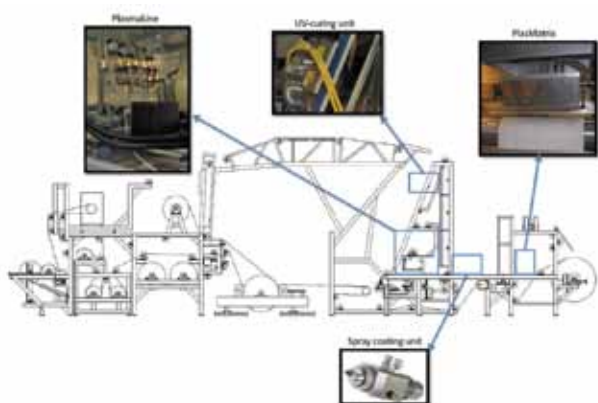 Plasmaline
UV-curing unit
PlasMatrix
Spray coating unit